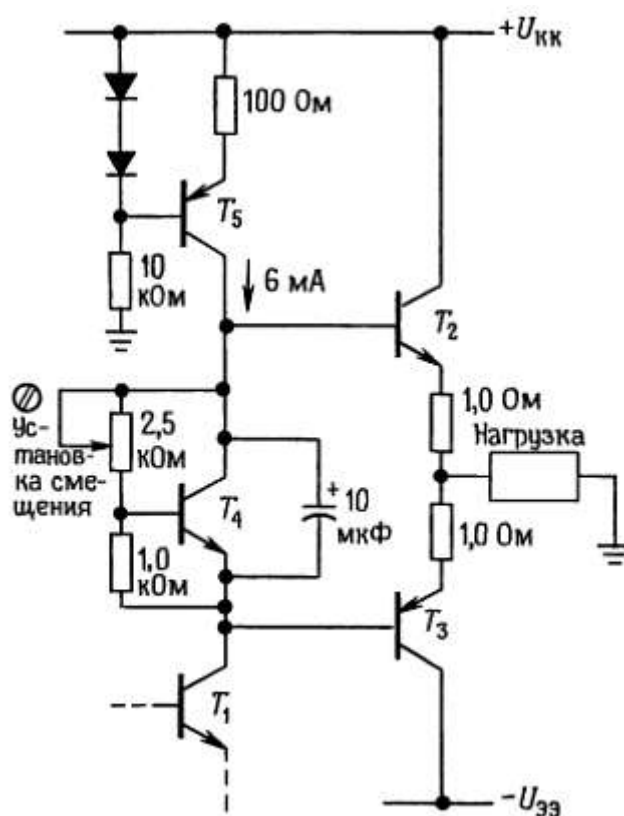 +Uкк
100 Ом
T5
10
кОм
6 мА
T2
1,0 Ом
Нагрузка
Ус-
танов

ка сме-
щения
2,5
кОм
T4
+
10
мкФ
1,0
кОм
1,0 Ом
T3
T1
-Uээ